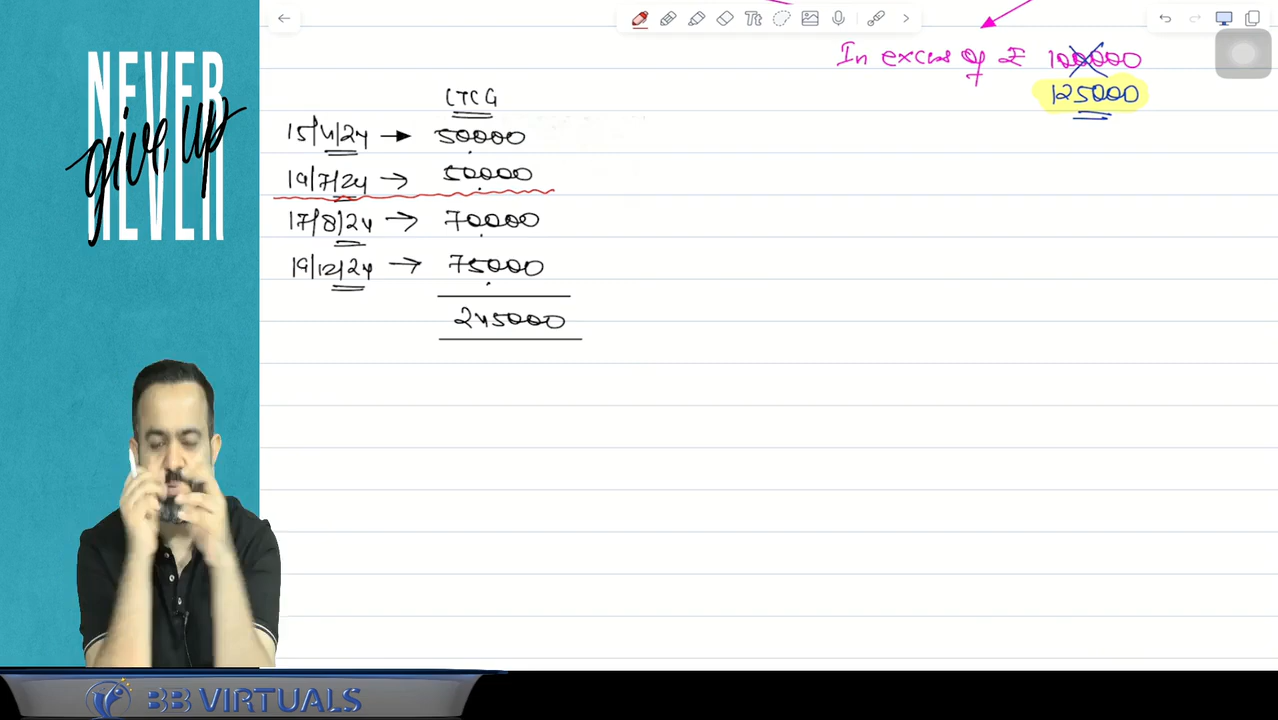 NEVER
give up
NEVER
Tt
In excess of ₹ 100000
125000
LTCG
15/4/24 → 50000
19/7/24 → 50000
17/8/24 → 70000
19/12/24 → 75000
245000
BB VIRTUALS